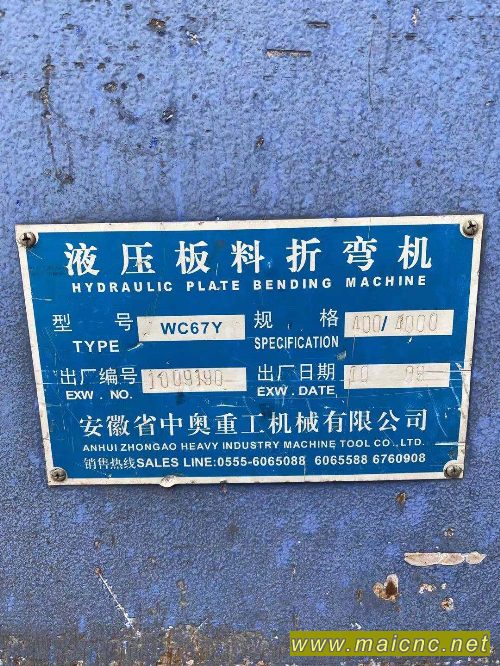 液压板料折弯机
HYDRAULIC PLATE BENDING MACHINE
型 号 WC67Y 规 格 400/4000
TYPE SPECIFICATION
出厂编号 1009190 出厂日期 10 09
EXW . NO. EXW . DATE
安徽省中奥重工机械有限公司
ANHUI ZHONGAO HEAVY INDUSTRY MACHINE TOOL CO., LTD.
销售热线SALES LINE:0555-6065088 6065588 6760908
www.maicnc.net